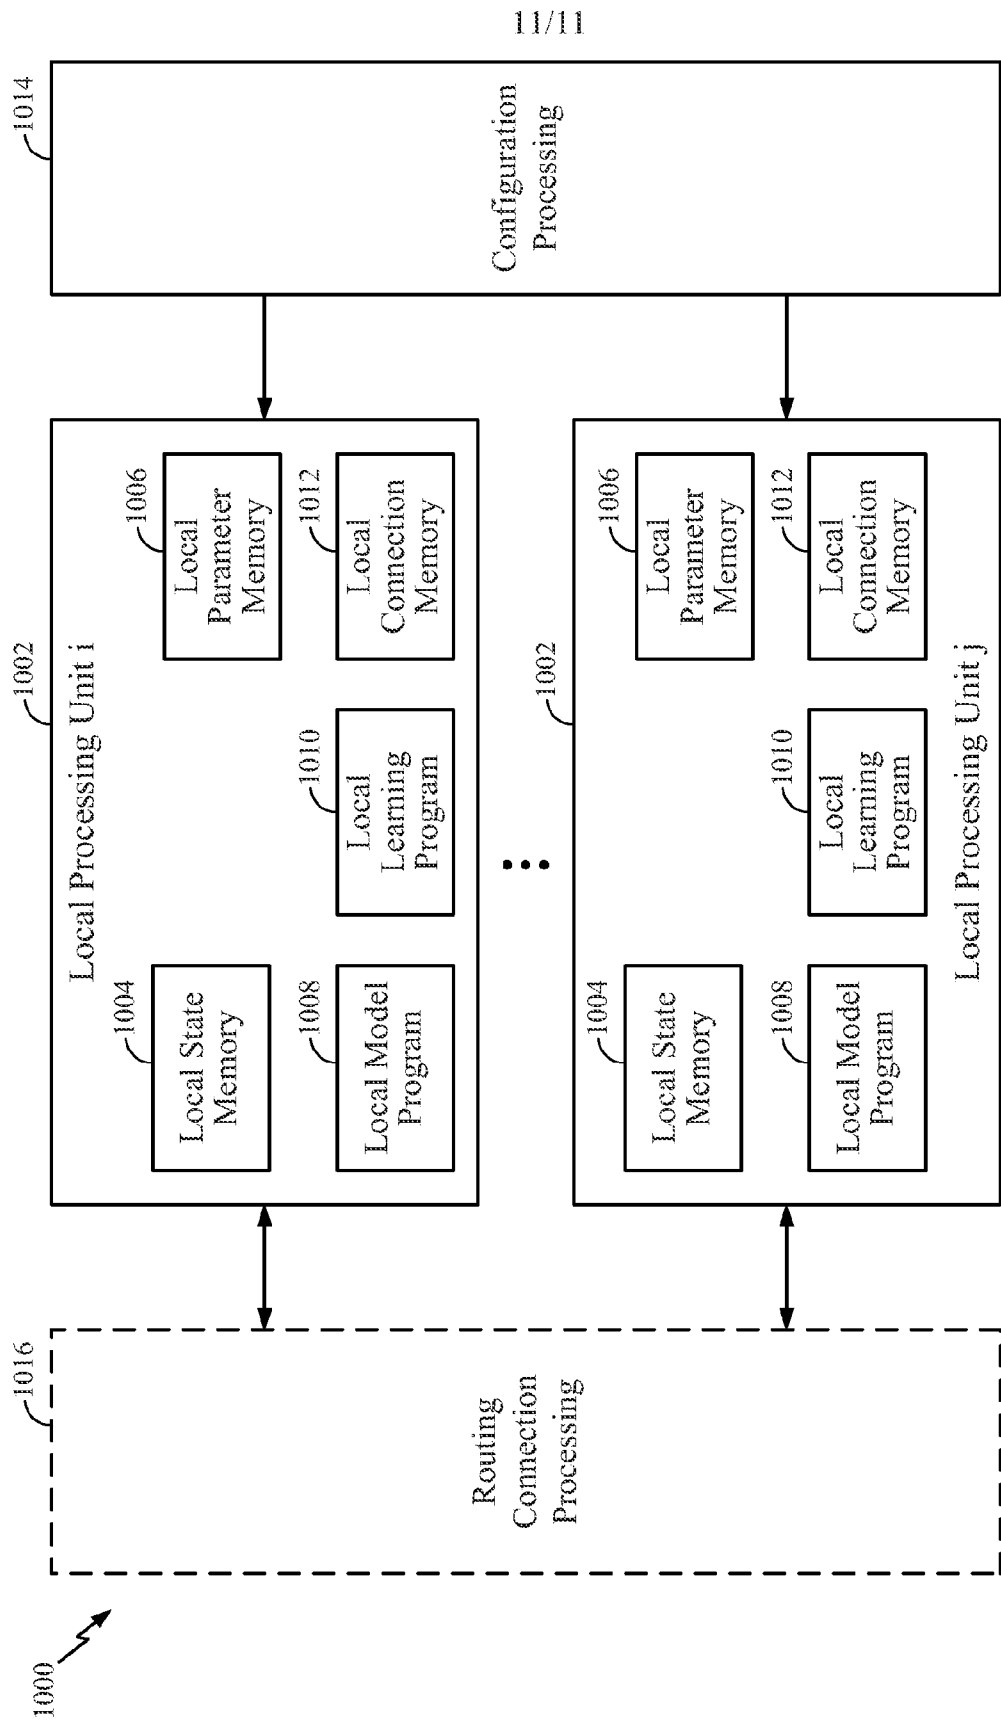 11/11
1000
1016
Routing
Connection
Processing
1002
Local Processing Unit i
1004
Local State
Memory
1006
Local
Parameter
Memory
1008
Local Model
Program
1010
Local
Learning
Program
1012
Local
Connection
Memory
1002
1004
Local State
Memory
1006
Local
Parameter
Memory
1008
Local Model
Program
1010
Local
Learning
Program
1012
Local
Connection
Memory
Local Processing Unit j
1014
Configuration
Processing